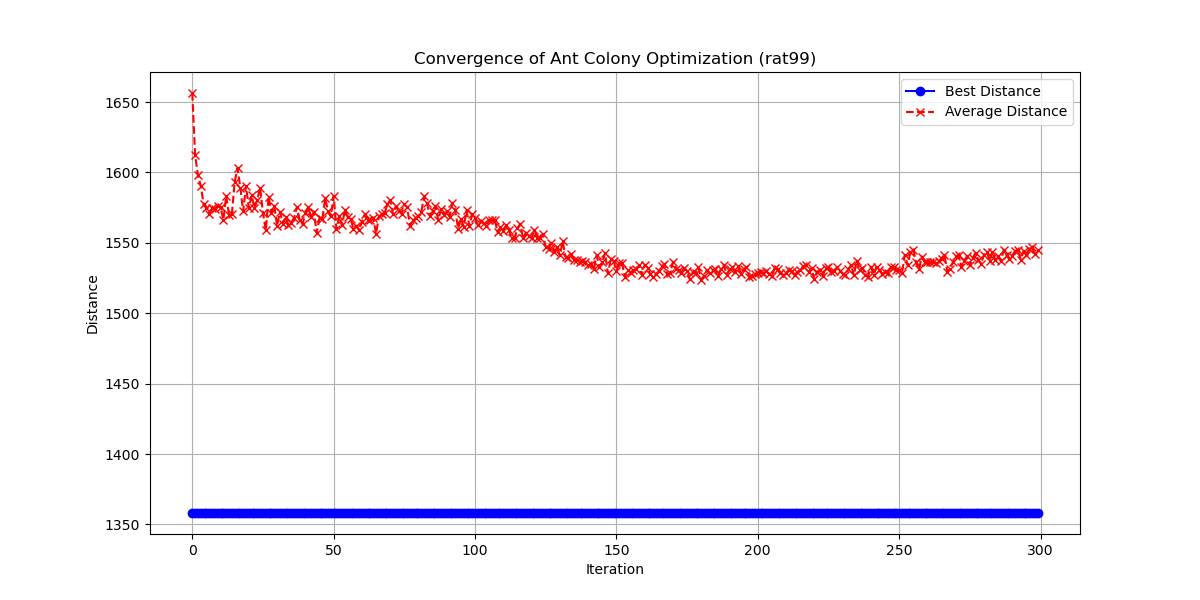 Convergence of Ant Colony Optimization (rat99)
Best Distance
Average Distance
Distance
1650
1600
1550
1500
1450
1400
1350
0 50 100 150 200 250 300
Iteration